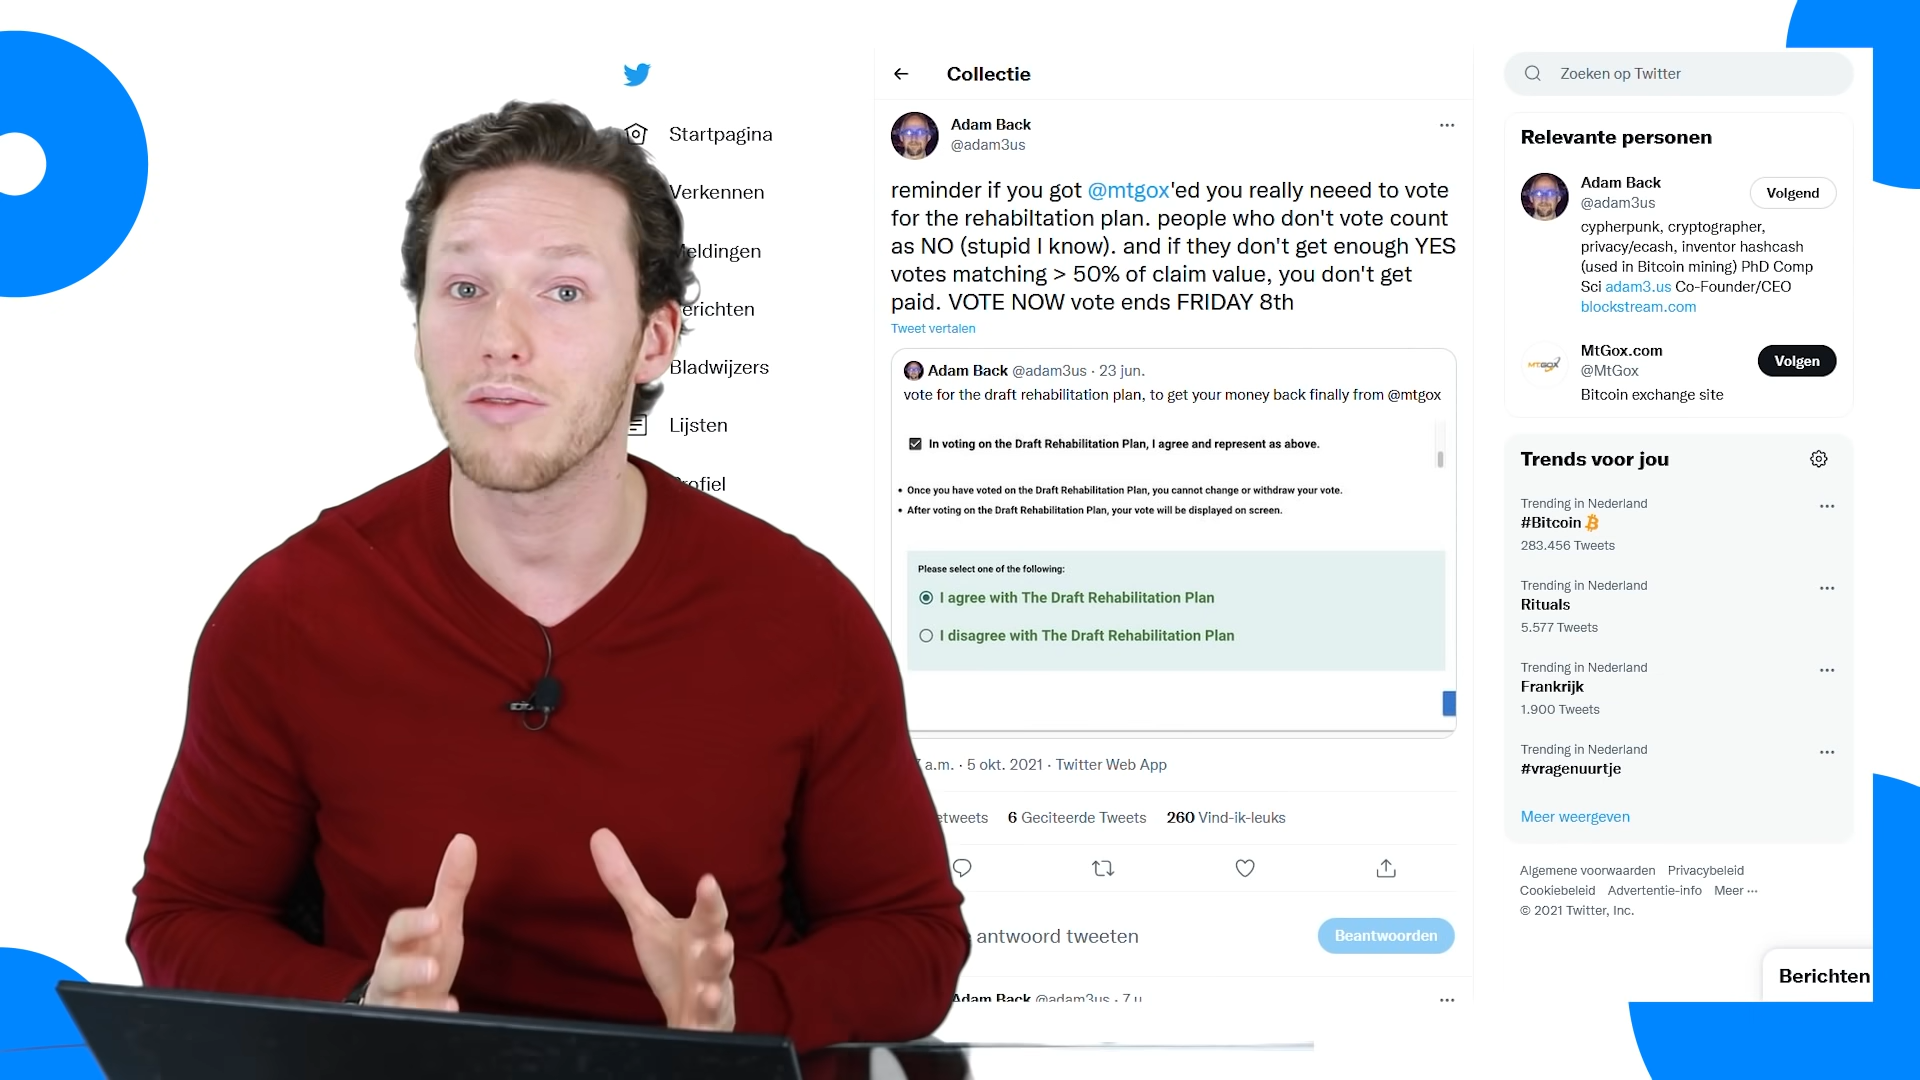 Startpagina
Verkennen
Meldingen
Bladwijzers
Lijsten
Collectie
Adam Back
@adam3us
reminder if you got @mtgox'ed you really neeed to vote
for the rehabiltation plan. people who don't vote count
as NO (stupid I know). and if they don't get enough YES
votes matching > 50% of claim value, you don't get
paid. VOTE NOW vote ends FRIDAY 8th
Tweet vertalen
Adam Back @adam3us · 23 jun.
vote for the draft rehabilitation plan, to get your money back finally from @mtgox
In voting on the Draft Rehabilitation Plan, I agree and represent as above.
• Once you have voted on the Draft Rehabilitation Plan, you cannot change or withdraw your vote.
• After voting on the Draft Rehabilitation Plan, your vote will be displayed on screen.
Please select one of the following:
I agree with The Draft Rehabilitation Plan
I disagree with The Draft Rehabilitation Plan
a.m. · 5 okt. 2021 · Twitter Web App
6 Geciteerde Tweets 260 Vind-ik-leuks
antwoord tweeten
Beantwoorden
Adam Back @adam3us · 7 u
Zoeken op Twitter
Relevante personen
Adam Back
@adam3us
Volgend
cypherpunk, cryptographer,
privacy/ecash, inventor hashcash
(used in Bitcoin mining) PhD Comp
Sci adam3.us Co-Founder/CEO
blockstream.com
MTGOX
MtGox.com
@MtGox
Volgen
Bitcoin exchange site
Trends voor jou
Trending in Nederland
#Bitcoin
283.456 Tweets
Trending in Nederland
Rituals
5.577 Tweets
Trending in Nederland
Frankrijk
1.900 Tweets
Trending in Nederland
#vragenuurtje
Meer weergeven
Algemene voorwaarden Privacybeleid
Cookiebeleid Advertentie-info Meer ···
© 2021 Twitter, Inc.
Berichten